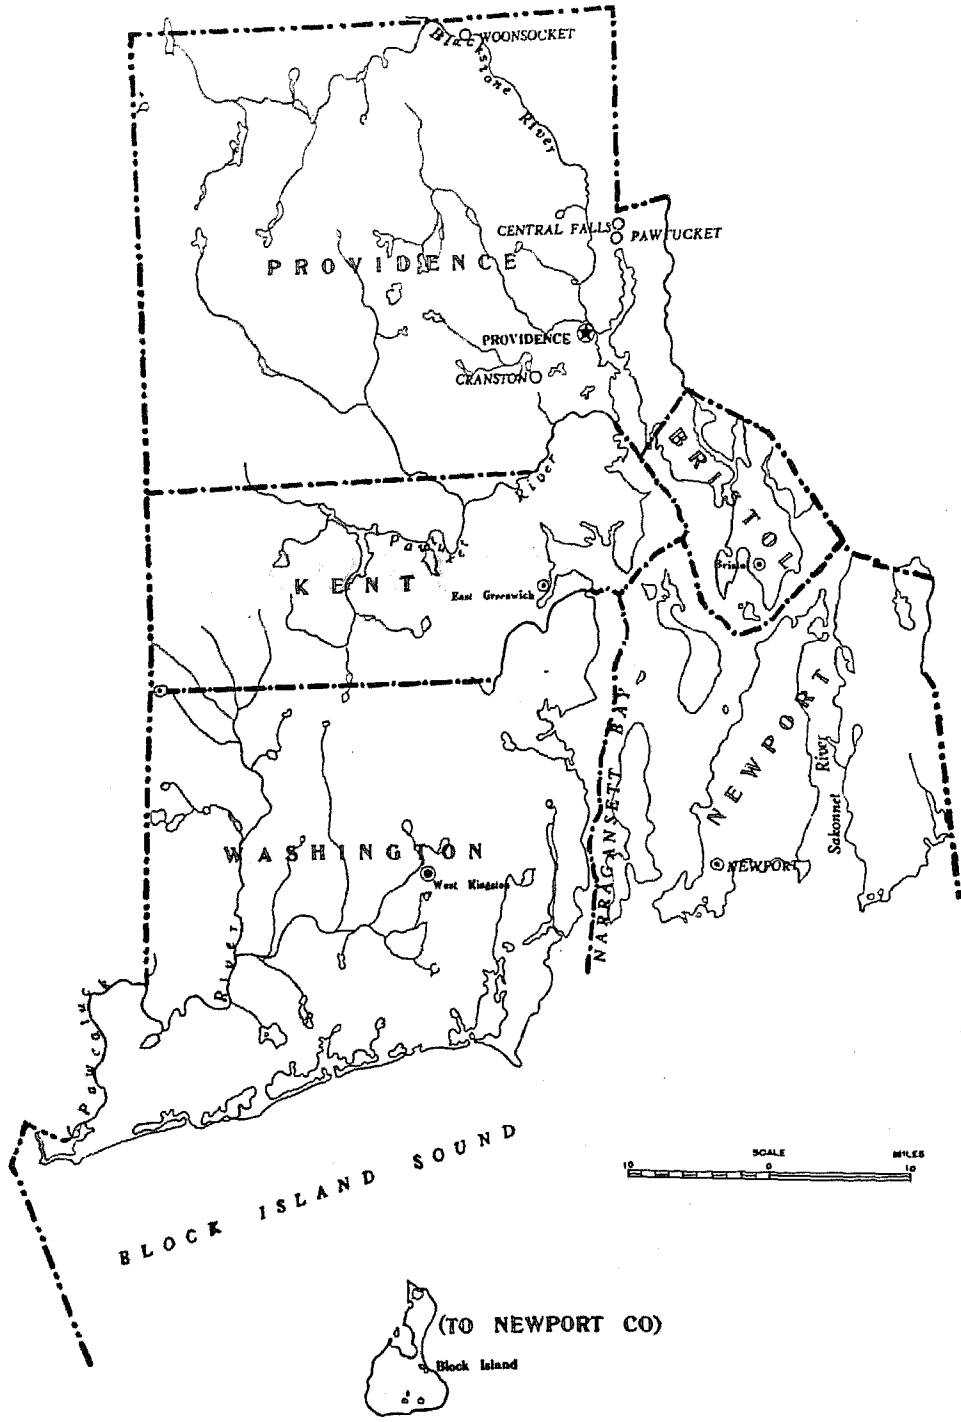 WOONSOCKET
Blackstone River
CENTRAL FALLS
PAWTUCKET
PROVIDENCE
PROVIDENCE
CRANSTON
BRISTOL
River
Pawtuxet
Bristol
KENT
East Greenwich
NARRAGANSETT BAY
NEWPORT
Sakonnet River
WASHINGTON
West Kingston
NEWPORT
River
Pawcatuck
BLOCK ISLAND SOUND
SCALE MILES
10 0 10
(TO NEWPORT CO)
Block Island